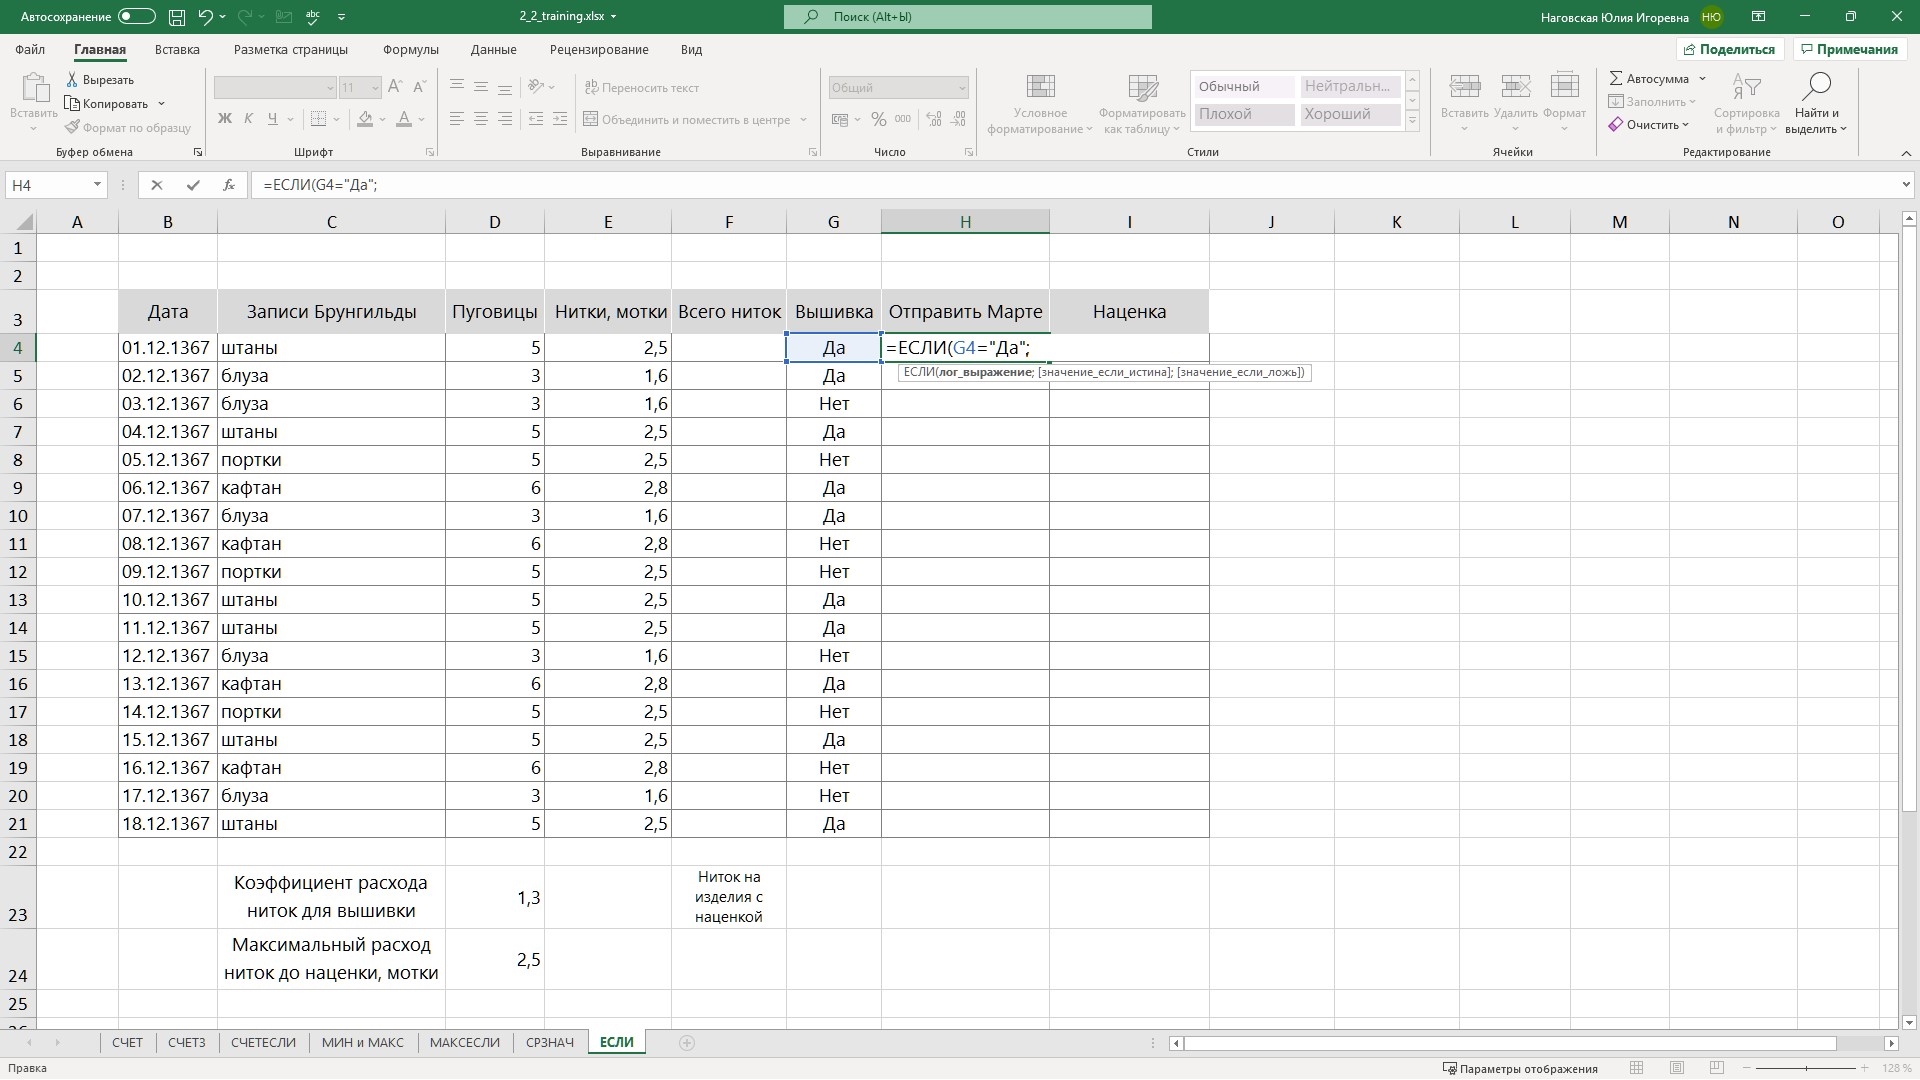 Автосохранение
2_2_training.xlsx
Поиск (Alt+Ы)
Наговская Юлия Игоревна
НЮ
Файл Главная Вставка Разметка страницы Формулы Данные Рецензирование Вид
Поделиться
Примечания
Вставить
Вырезать
Копировать
Формат по образцу
Буфер обмена
11
Ж К Ч
Шрифт
Переносить текст
Объединить и поместить в центре
Выравнивание
Общий
% 000
Число
Условное форматирование
Форматировать как таблицу
Обычный Нейтральн...
Плохой Хороший
Стили
Вставить Удалить Формат
Ячейки
Автосумма
Заполнить
Очистить
Сортировка и фильтр
Найти и выделить
Редактирование
H4
fx
=ЕСЛИ(G4="Да";
A B C D E F G H I J K L M N O
1
2
3 Дата Записи Брунгильды Пуговицы Нитки, мотки Всего ниток Вышивка Отправить Марте Наценка
4 01.12.1367 штаны 5 2,5 Да =ЕСЛИ(G4="Да";
ЕСЛИ(лог_выражение; [значение_если_истина]; [значение_если_ложь])
5 02.12.1367 блуза 3 1,6 Да
6 03.12.1367 блуза 3 1,6 Нет
7 04.12.1367 штаны 5 2,5 Да
8 05.12.1367 портки 5 2,5 Нет
9 06.12.1367 кафтан 6 2,8 Да
10 07.12.1367 блуза 3 1,6 Да
11 08.12.1367 кафтан 6 2,8 Нет
12 09.12.1367 портки 5 2,5 Нет
13 10.12.1367 штаны 5 2,5 Да
14 11.12.1367 штаны 5 2,5 Да
15 12.12.1367 блуза 3 1,6 Нет
16 13.12.1367 кафтан 6 2,8 Да
17 14.12.1367 портки 5 2,5 Нет
18 15.12.1367 штаны 5 2,5 Да
19 16.12.1367 кафтан 6 2,8 Нет
20 17.12.1367 блуза 3 1,6 Нет
21 18.12.1367 штаны 5 2,5 Да
22
23 Коэффициент расхода ниток для вышивки 1,3 Ниток на изделия с наценкой
24 Максимальный расход ниток до наценки, мотки 2,5
25
СЧЕТ СЧЕТЗ СЧЕТЕСЛИ МИН и МАКС МАКСЕСЛИ СРЗНАЧ ЕСЛИ
Правка
Параметры отображения
128 %